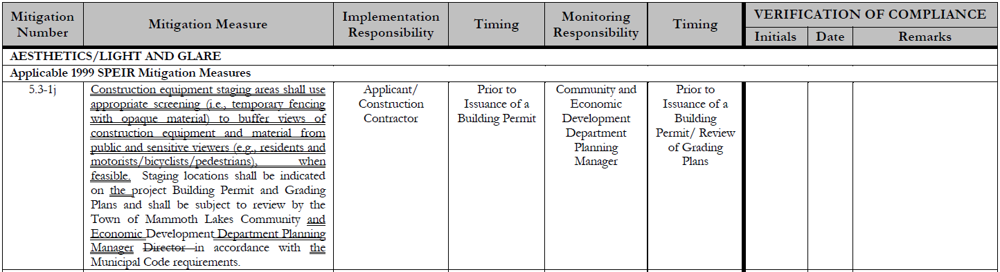 Mitigation Number
Mitigation Measure
Implementation Responsibility
Timing
Monitoring Responsibility
Timing
VERIFICATION OF COMPLIANCE
Initials
Date
Remarks
AESTHETICS/LIGHT AND GLARE
Applicable 1999 SPEIR Mitigation Measures
5.3-1j
Construction equipment staging areas shall use
appropriate screening (i.e., temporary fencing
with opaque material) to buffer views of
construction equipment and material from
public and sensitive viewers (e.g., residents and
motorists/bicyclists/pedestrians), when
feasible. Staging locations shall be indicated
on the project Building Permit and Grading
Plans and shall be subject to review by the
Town of Mammoth Lakes Community and
Economic Development Department Planning
Manager Director in accordance with the
Municipal Code requirements.
Applicant/
Construction
Contractor
Prior to
Issuance of a
Building Permit
Community and
Economic
Development
Department
Planning
Manager
Prior to
Issuance of a
Building
Permit/ Review
of Grading
Plans